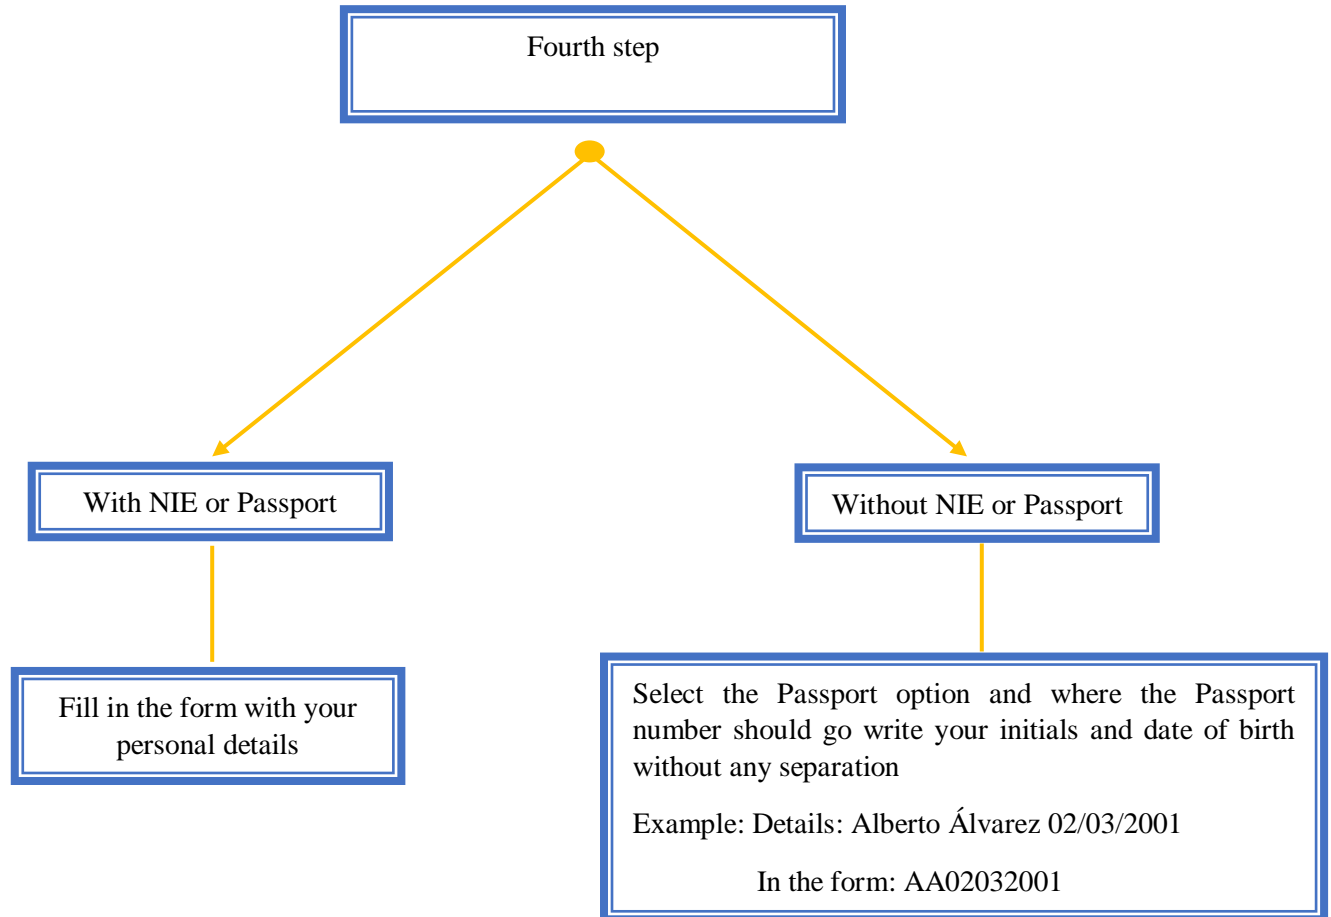 Fourth step
With NIE or Passport
Without NIE or Passport
Fill in the form with your
personal details
Select the Passport option and where the Passport
number should go write your initials and date of birth
without any separation
Example: Details: Alberto Álvarez 02/03/2001
In the form: AA02032001